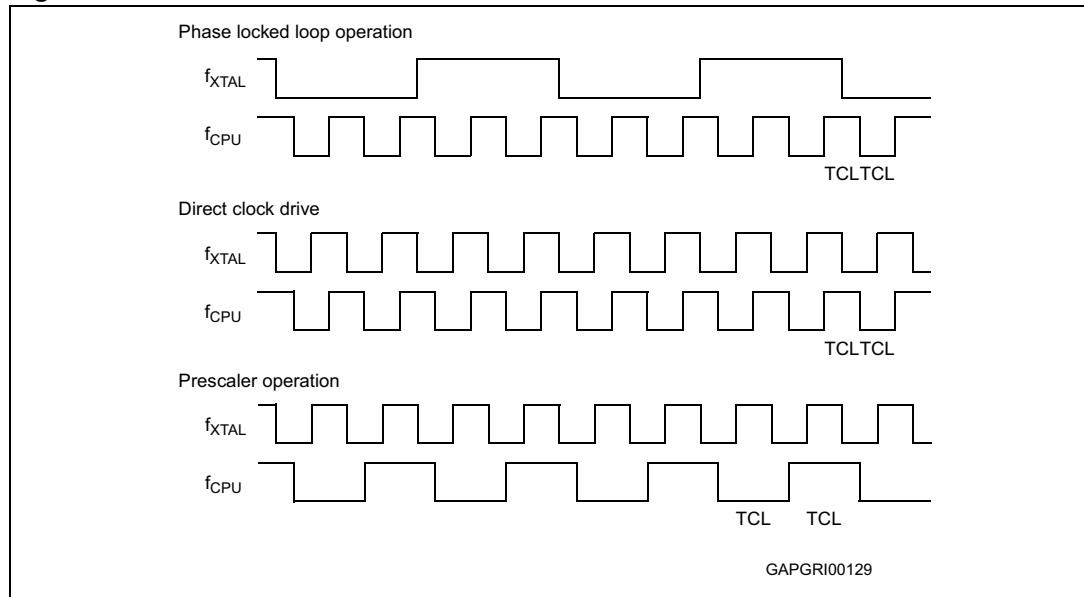 Phase locked loop operation
fXTAL
fCPU
TCLTCL
Direct clock drive
fXTAL
fCPU
TCLTCL
Prescaler operation
fXTAL
fCPU
TCL TCL
GAPGRI00129